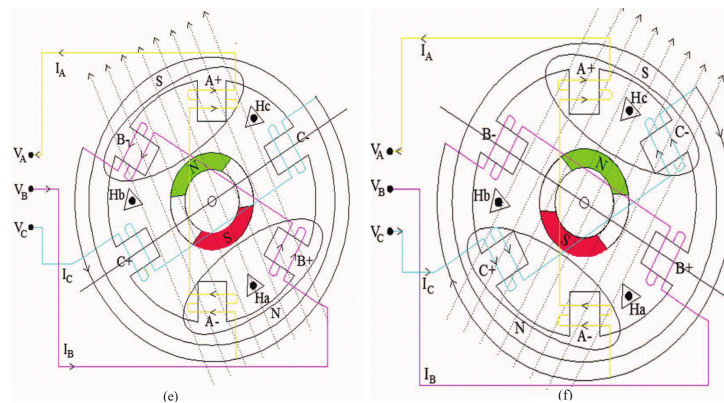 S
I_A
A+
Hc
B-
C-
V_A
N
V_B
Hb
V_C
S
B+
C+
I_C
Ha
A-
N
I_B
(e)
A+
S
I_A
Hc
B-
C-
V_A
N
V_B
Hb
V_C
S
C+
B+
I_C
Ha
N
A-
I_B
(f)